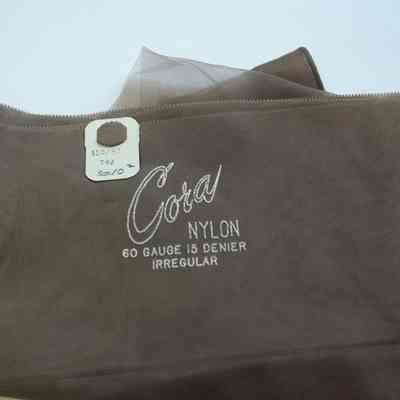 Cora
NYLON
60 GAUGE 15 DENIER
IRREGULAR